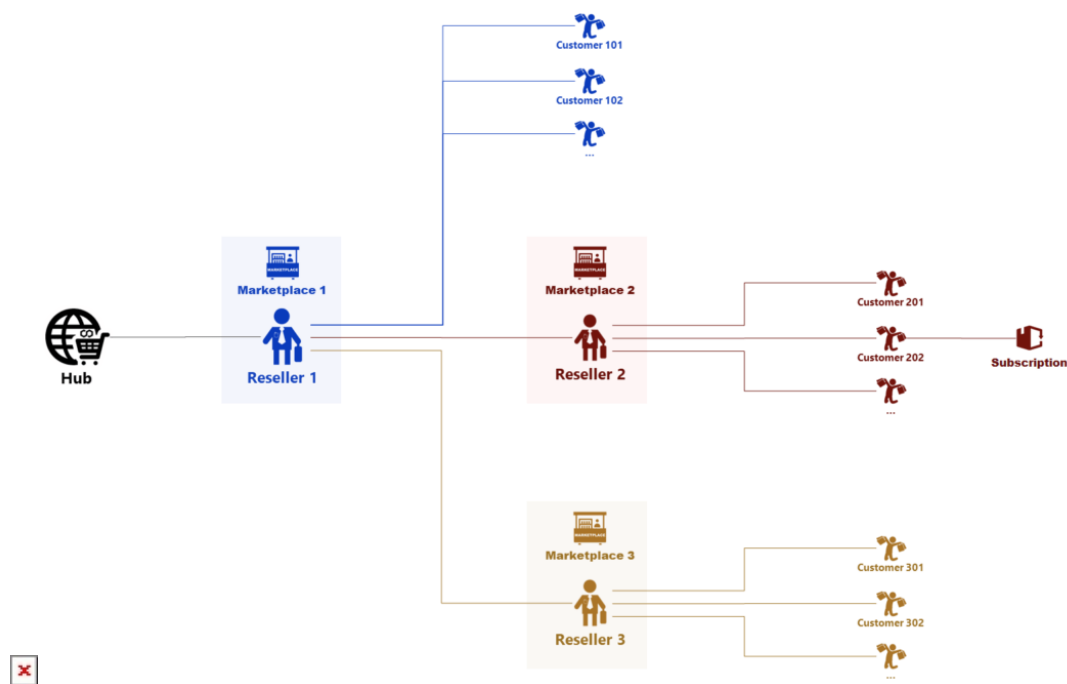 Customer 101
Customer 102
...
MARKETPLACE
Marketplace 1
Reseller 1
MARKETPLACE
Marketplace 2
Reseller 2
Customer 201
Customer 202
...
Subscription
Hub
MARKETPLACE
Marketplace 3
Reseller 3
Customer 301
Customer 302
...